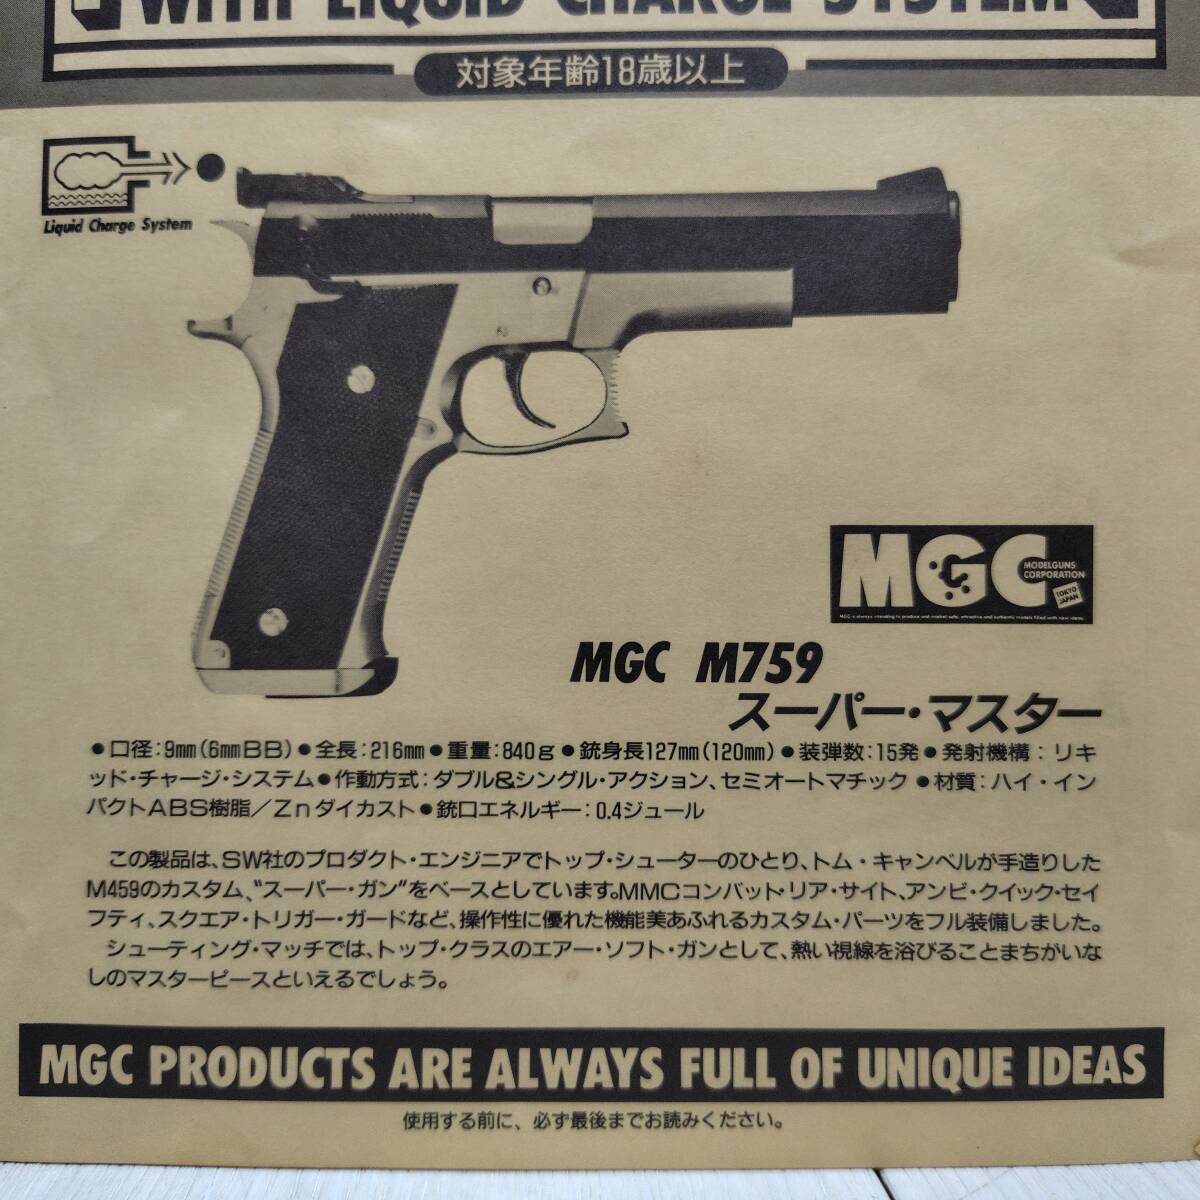 WITH LIQUID CHARGE SYSTEM
対象年齢18歳以上
Liquid Charge System
MGC
MODELGUNS
CORPORATION
TOKYO
JAPAN
MGC is always intending to produce and market safe, attractive and authentic models filled with new ideas.
MGC M759
スーパー・マスター
●口径:9mm(6mmBB)●全長:216mm●重量:840g●銃身長127mm(120mm)●装弾数:15発●発射機構:リキ
ッド・チャージ・システム●作動方式:ダブル&シングル・アクション、セミオートマチック●材質:ハイ・イン
パクトABS樹脂/Znダイカスト●銃口エネルギー:0.4ジュール
この製品は、SW社のプロダクト・エンジニアでトップ・シューターのひとり、トム・キャンベルが手造りした
M459のカスタム、"スーパー・ガン"をベースとしています。MMCコンバット・リア・サイト、アンビ・クイック・セイ
フティ、スクエア・トリガー・ガードなど、操作性に優れた機能美あふれるカスタム・パーツをフル装備しました。
シューティング・マッチでは、トップ・クラスのエアー・ソフト・ガンとして、熱い視線を浴びることまちがいな
しのマスターピースといえるでしょう。
MGC PRODUCTS ARE ALWAYS FULL OF UNIQUE IDEAS
使用する前に、必ず最後までお読みください。